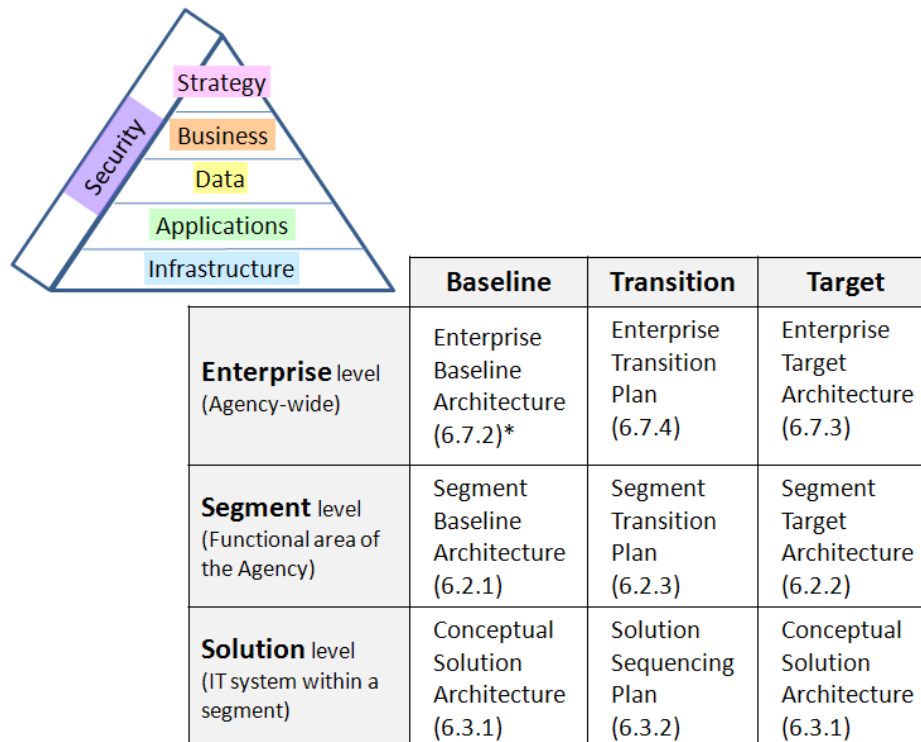 Strategy
Security
Business
Data
Applications
Infrastructure
Baseline
Transition
Target
Enterprise level
(Agency-wide)
Enterprise
Baseline
Architecture
(6.7.2)*
Enterprise
Transition
Plan
(6.7.4)
Enterprise
Target
Architecture
(6.7.3)
Segment level
(Functional area of
the Agency)
Segment
Baseline
Architecture
(6.2.1)
Segment
Transition
Plan
(6.2.3)
Segment
Target
Architecture
(6.2.2)
Solution level
(IT system within a
segment)
Conceptual
Solution
Architecture
(6.3.1)
Solution
Sequencing
Plan
(6.3.2)
Conceptual
Solution
Architecture
(6.3.1)